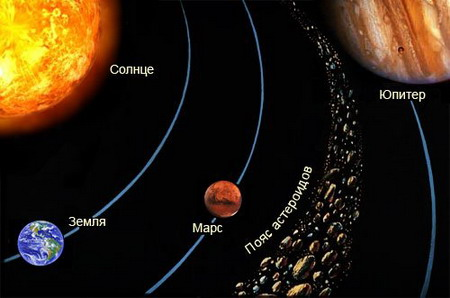 Солнце
Юпитер
Земля
Марс
Пояс астероидов